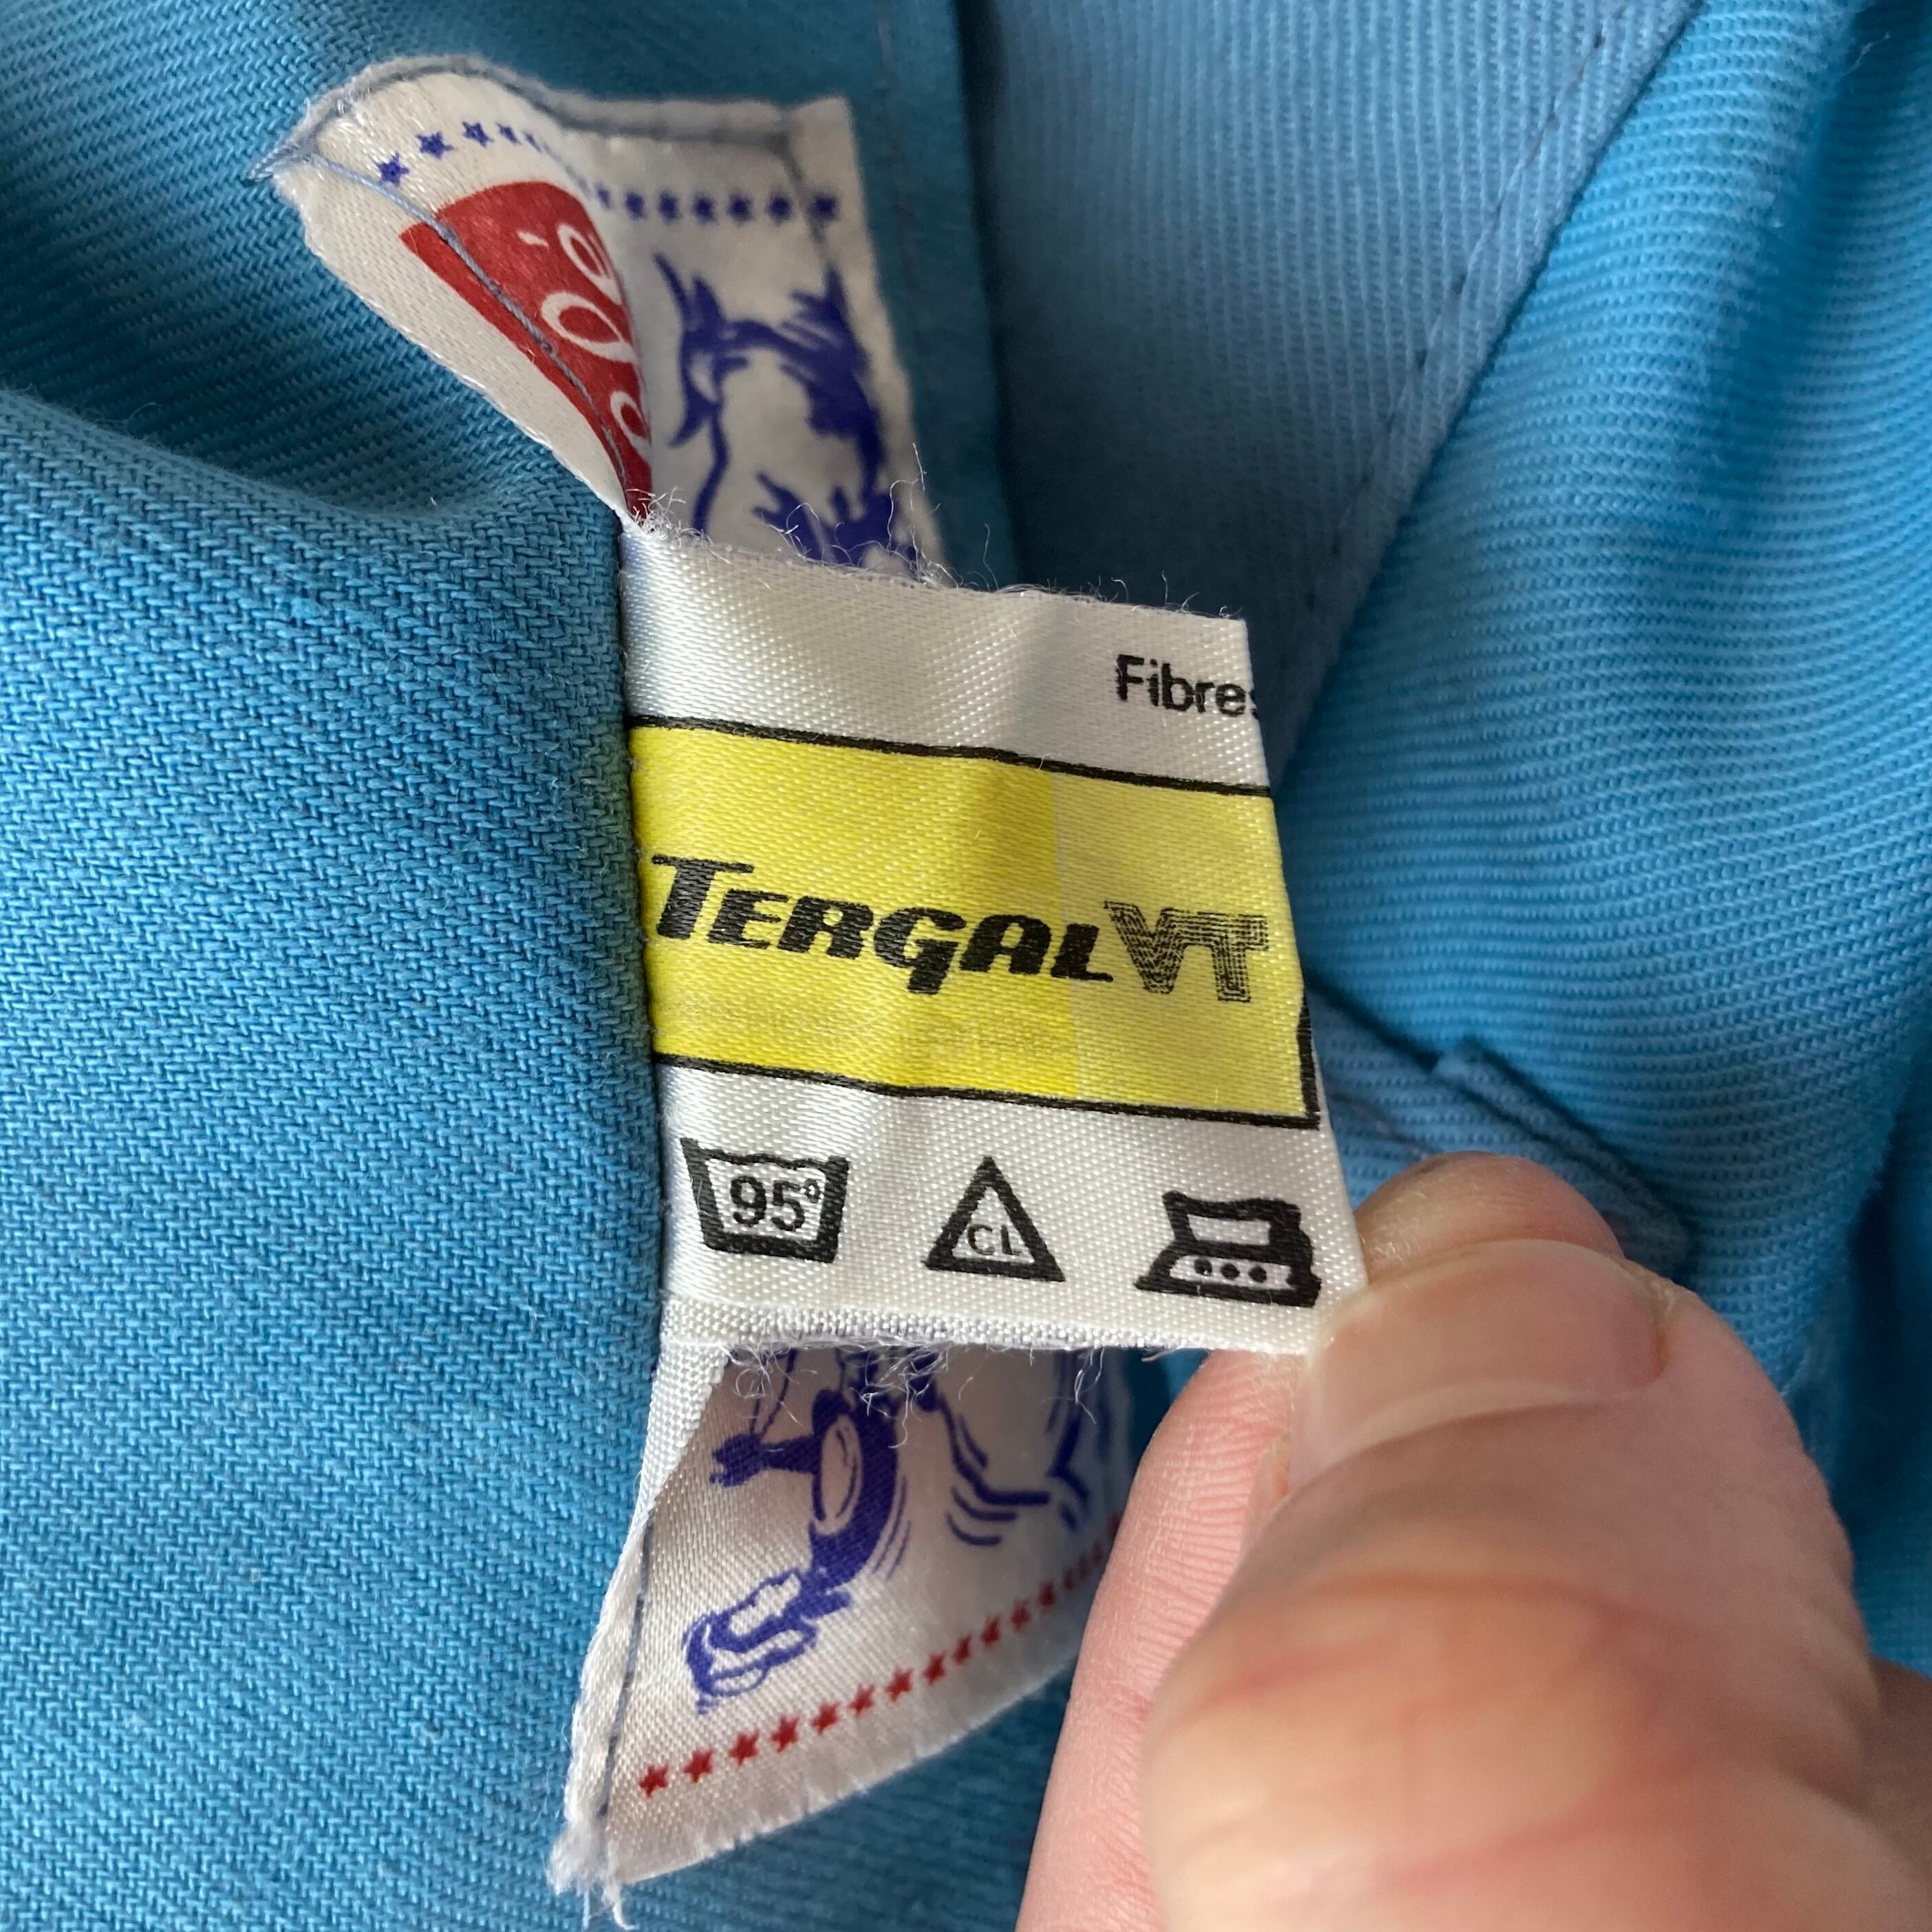 Fibres
TERGAL VT
95°
CL